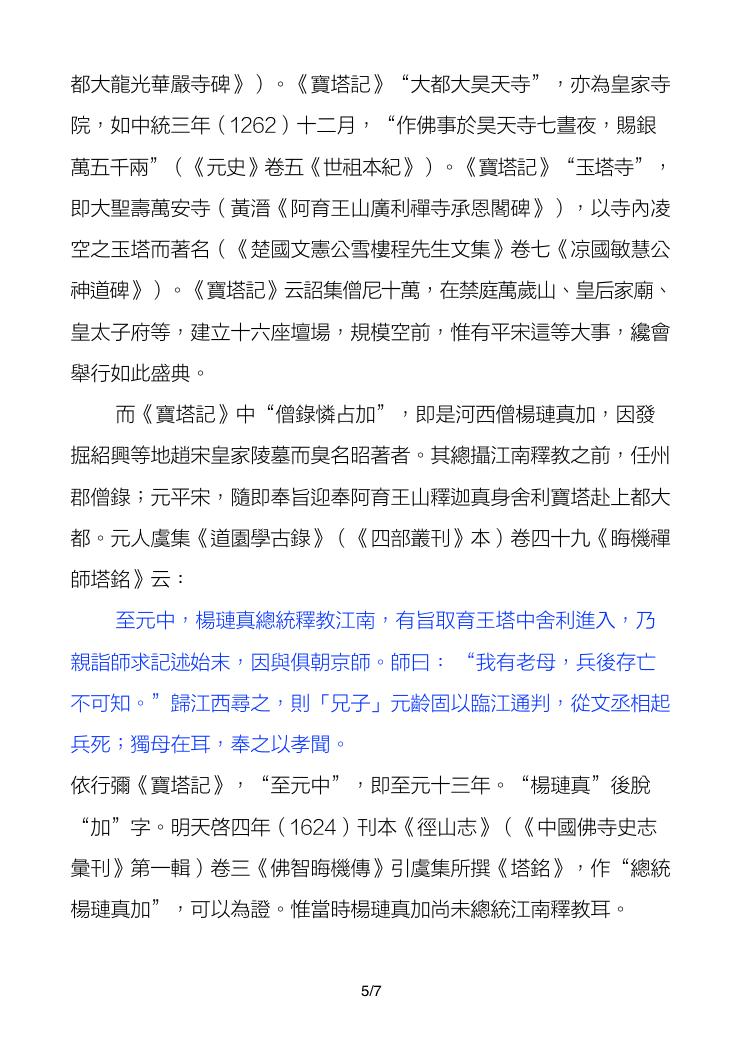 都大龍光華嚴寺碑》）。《寶塔記》“大都大昊天寺”，亦為皇家寺
院，如中統三年（1262）十二月，“作佛事於昊天寺七晝夜，賜銀
萬五千兩”（《元史》卷五《世祖本紀》）。《寶塔記》“玉塔寺”，
即大聖壽萬安寺（黃溍《阿育王山廣利禪寺承恩閣碑》），以寺內凌
空之玉塔而著名（《楚國文憲公雪樓程先生文集》卷七《凉國敏慧公
神道碑》）。《寶塔記》云詔集僧尼十萬，在禁庭萬歲山、皇后家廟、
皇太子府等，建立十六座壇場，規模空前，惟有平宋這等大事，纔會
舉行如此盛典。
而《寶塔記》中“僧錄憐占加”，即是河西僧楊璉真加，因發
掘紹興等地趙宋皇家陵墓而臭名昭著者。其總攝江南釋教之前，任州
郡僧錄；元平宋，隨即奉旨迎奉阿育王山釋迦真身舍利寶塔赴上都大
都。元人虞集《道園學古錄》（《四部叢刊》本）卷四十九《晦機禪
師塔銘》云：
至元中，楊璉真總統釋教江南，有旨取育王塔中舍利進入，乃
親詣師求記述始末，因與俱朝京師。師曰： “我有老母，兵後存亡
不可知。”歸江西尋之，則「兄子」元齡固以臨江通判，從文丞相起
兵死；獨母在耳，奉之以孝聞。
依行彌《寶塔記》，“至元中”，即至元十三年。“楊璉真”後脫
“加”字。明天啓四年（1624）刊本《徑山志》（《中國佛寺史志
彙刊》第一輯）卷三《佛智晦機傳》引虞集所撰《塔銘》，作“總統
楊璉真加”，可以為證。惟當時楊璉真加尚未總統江南釋教耳。
5/7